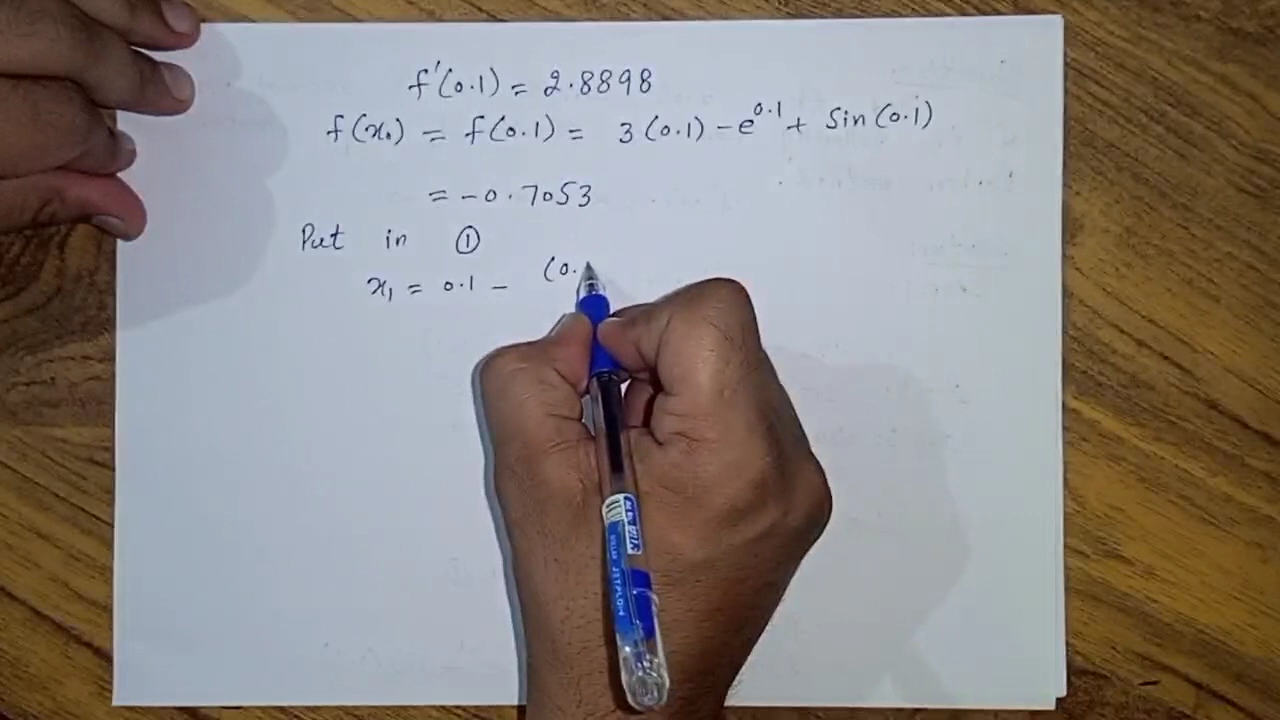 f'(0.1) = 2.8898
f(x₀) = f(0.1) = 3(0.1) - e^0.1 + Sin(0.1)
= -0.7053
Put in ①
x₁ = 0.1 - (0.